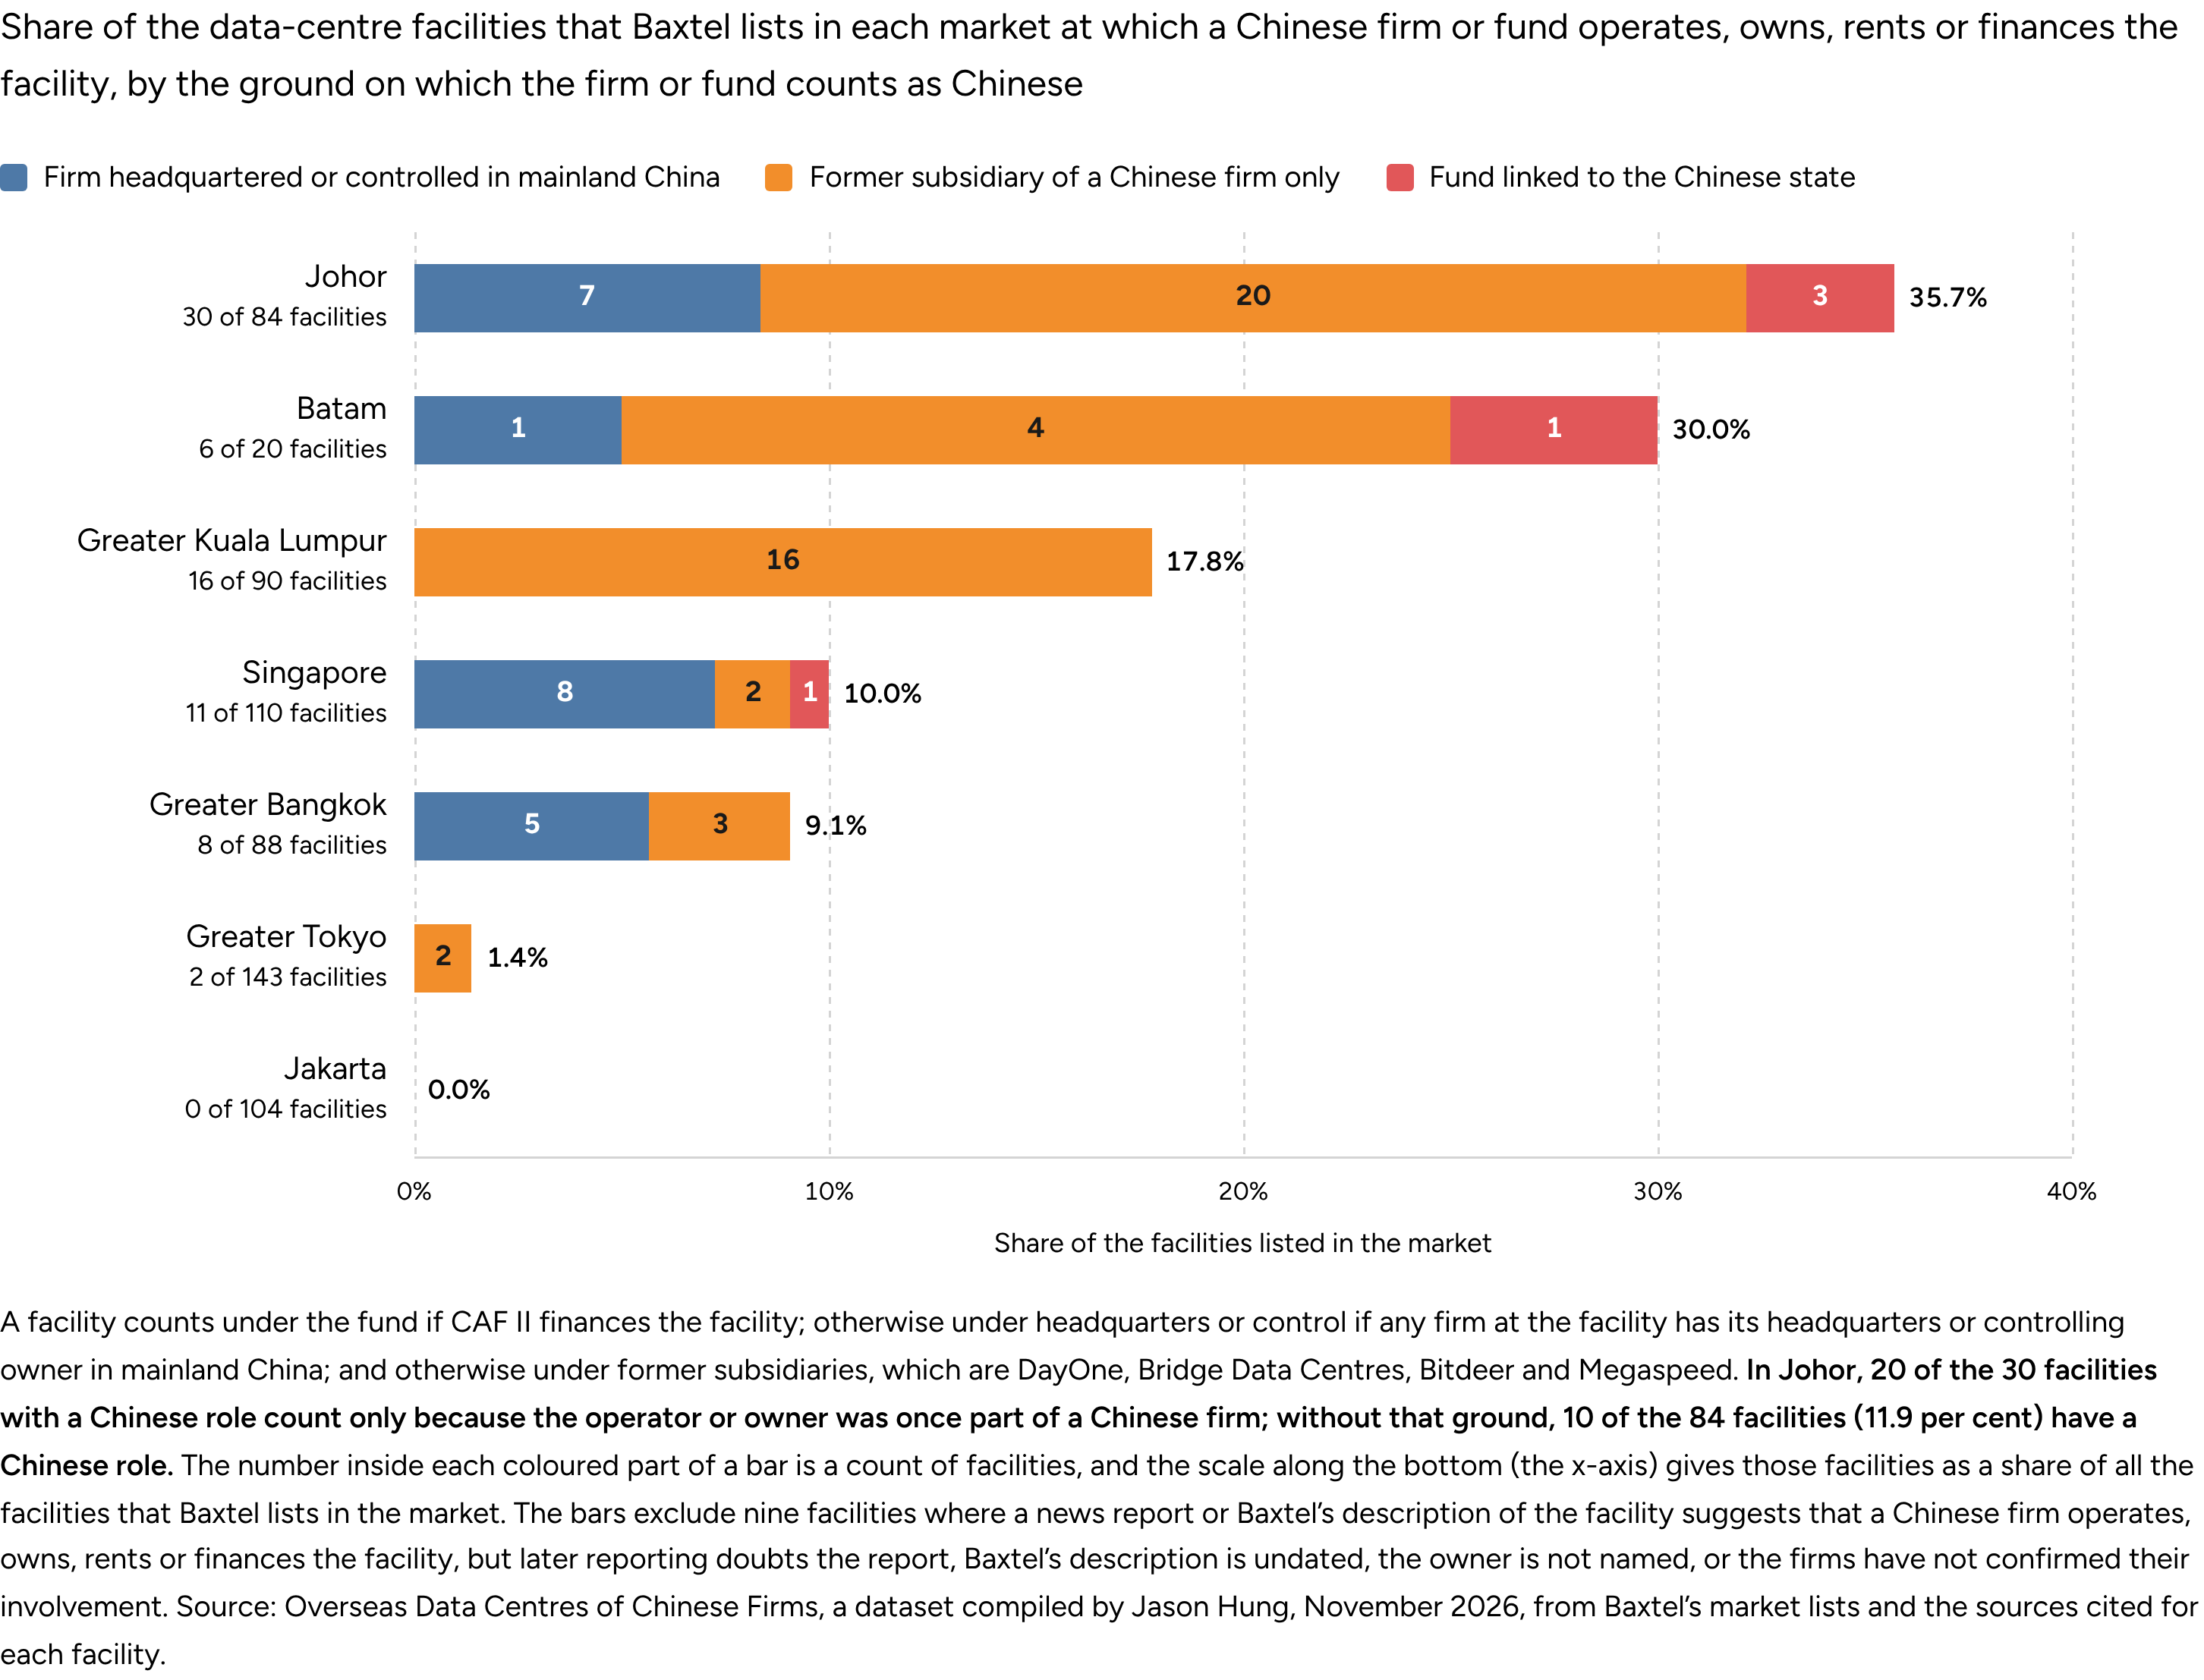 Share of the data-centre facilities that Baxtel lists in each market at which a Chinese firm or fund operates, owns, rents or finances the
facility, by the ground on which the firm or fund counts as Chinese
Firm headquartered or controlled in mainland China
Former subsidiary of a Chinese firm only
Fund linked to the Chinese state
Johor
30 of 84 facilities
7
20
3
35.7%
Batam
6 of 20 facilities
1
4
1
30.0%
Greater Kuala Lumpur
16 of 90 facilities
16
17.8%
Singapore
11 of 110 facilities
8
2
1
10.0%
Greater Bangkok
8 of 88 facilities
5
3
9.1%
Greater Tokyo
2 of 143 facilities
2
1.4%
Jakarta
0 of 104 facilities
0.0%
0%
10%
20%
30%
40%
Share of the facilities listed in the market
A facility counts under the fund if CAF II finances the facility; otherwise under headquarters or control if any firm at the facility has its headquarters or controlling
owner in mainland China; and otherwise under former subsidiaries, which are DayOne, Bridge Data Centres, Bitdeer and Megaspeed. In Johor, 20 of the 30 facilities
with a Chinese role count only because the operator or owner was once part of a Chinese firm; without that ground, 10 of the 84 facilities (11.9 per cent) have a
Chinese role. The number inside each coloured part of a bar is a count of facilities, and the scale along the bottom (the x-axis) gives those facilities as a share of all the
facilities that Baxtel lists in the market. The bars exclude nine facilities where a news report or Baxtel’s description of the facility suggests that a Chinese firm operates,
owns, rents or finances the facility, but later reporting doubts the report, Baxtel’s description is undated, the owner is not named, or the firms have not confirmed their
involvement. Source: Overseas Data Centres of Chinese Firms, a dataset compiled by Jason Hung, November 2026, from Baxtel’s market lists and the sources cited for
each facility.